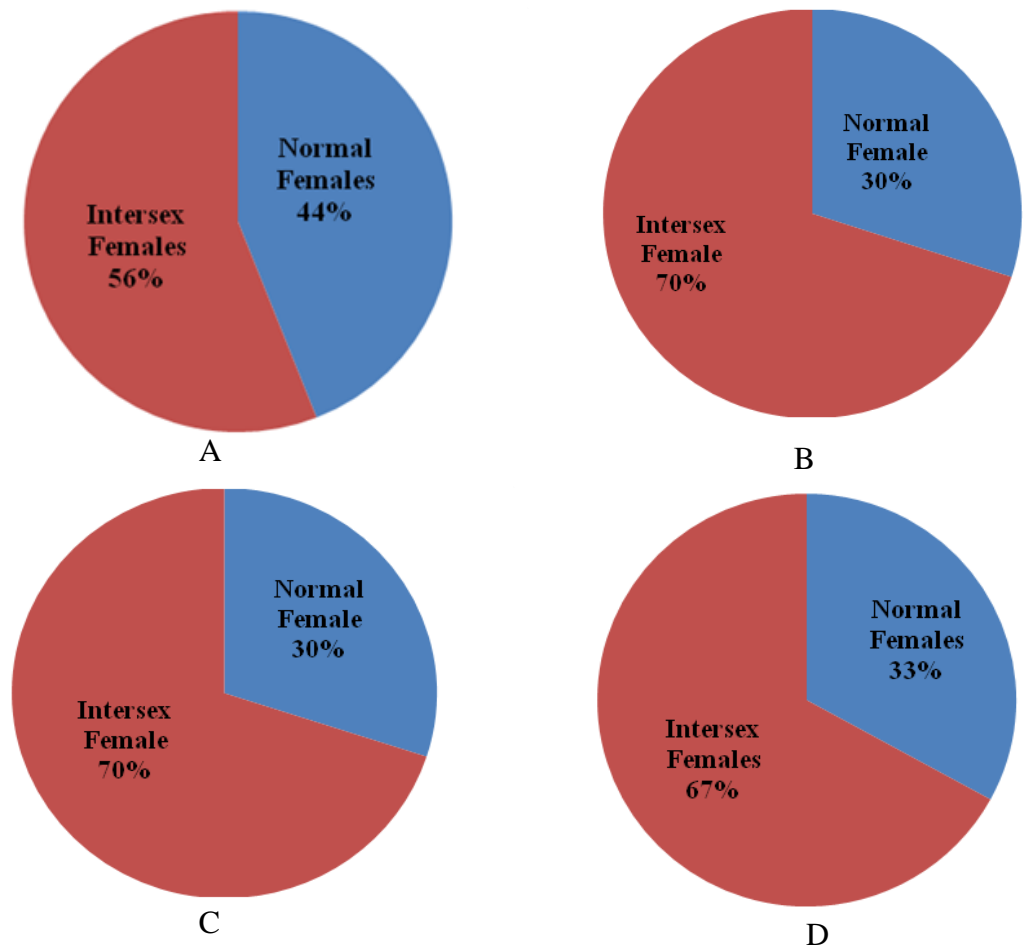 Normal
Females
44%
Intersex
Females
56%
A
Normal
Female
30%
Intersex
Female
70%
B
Normal
Female
30%
Intersex
Female
70%
C
Normal
Females
33%
Intersex
Females
67%
D